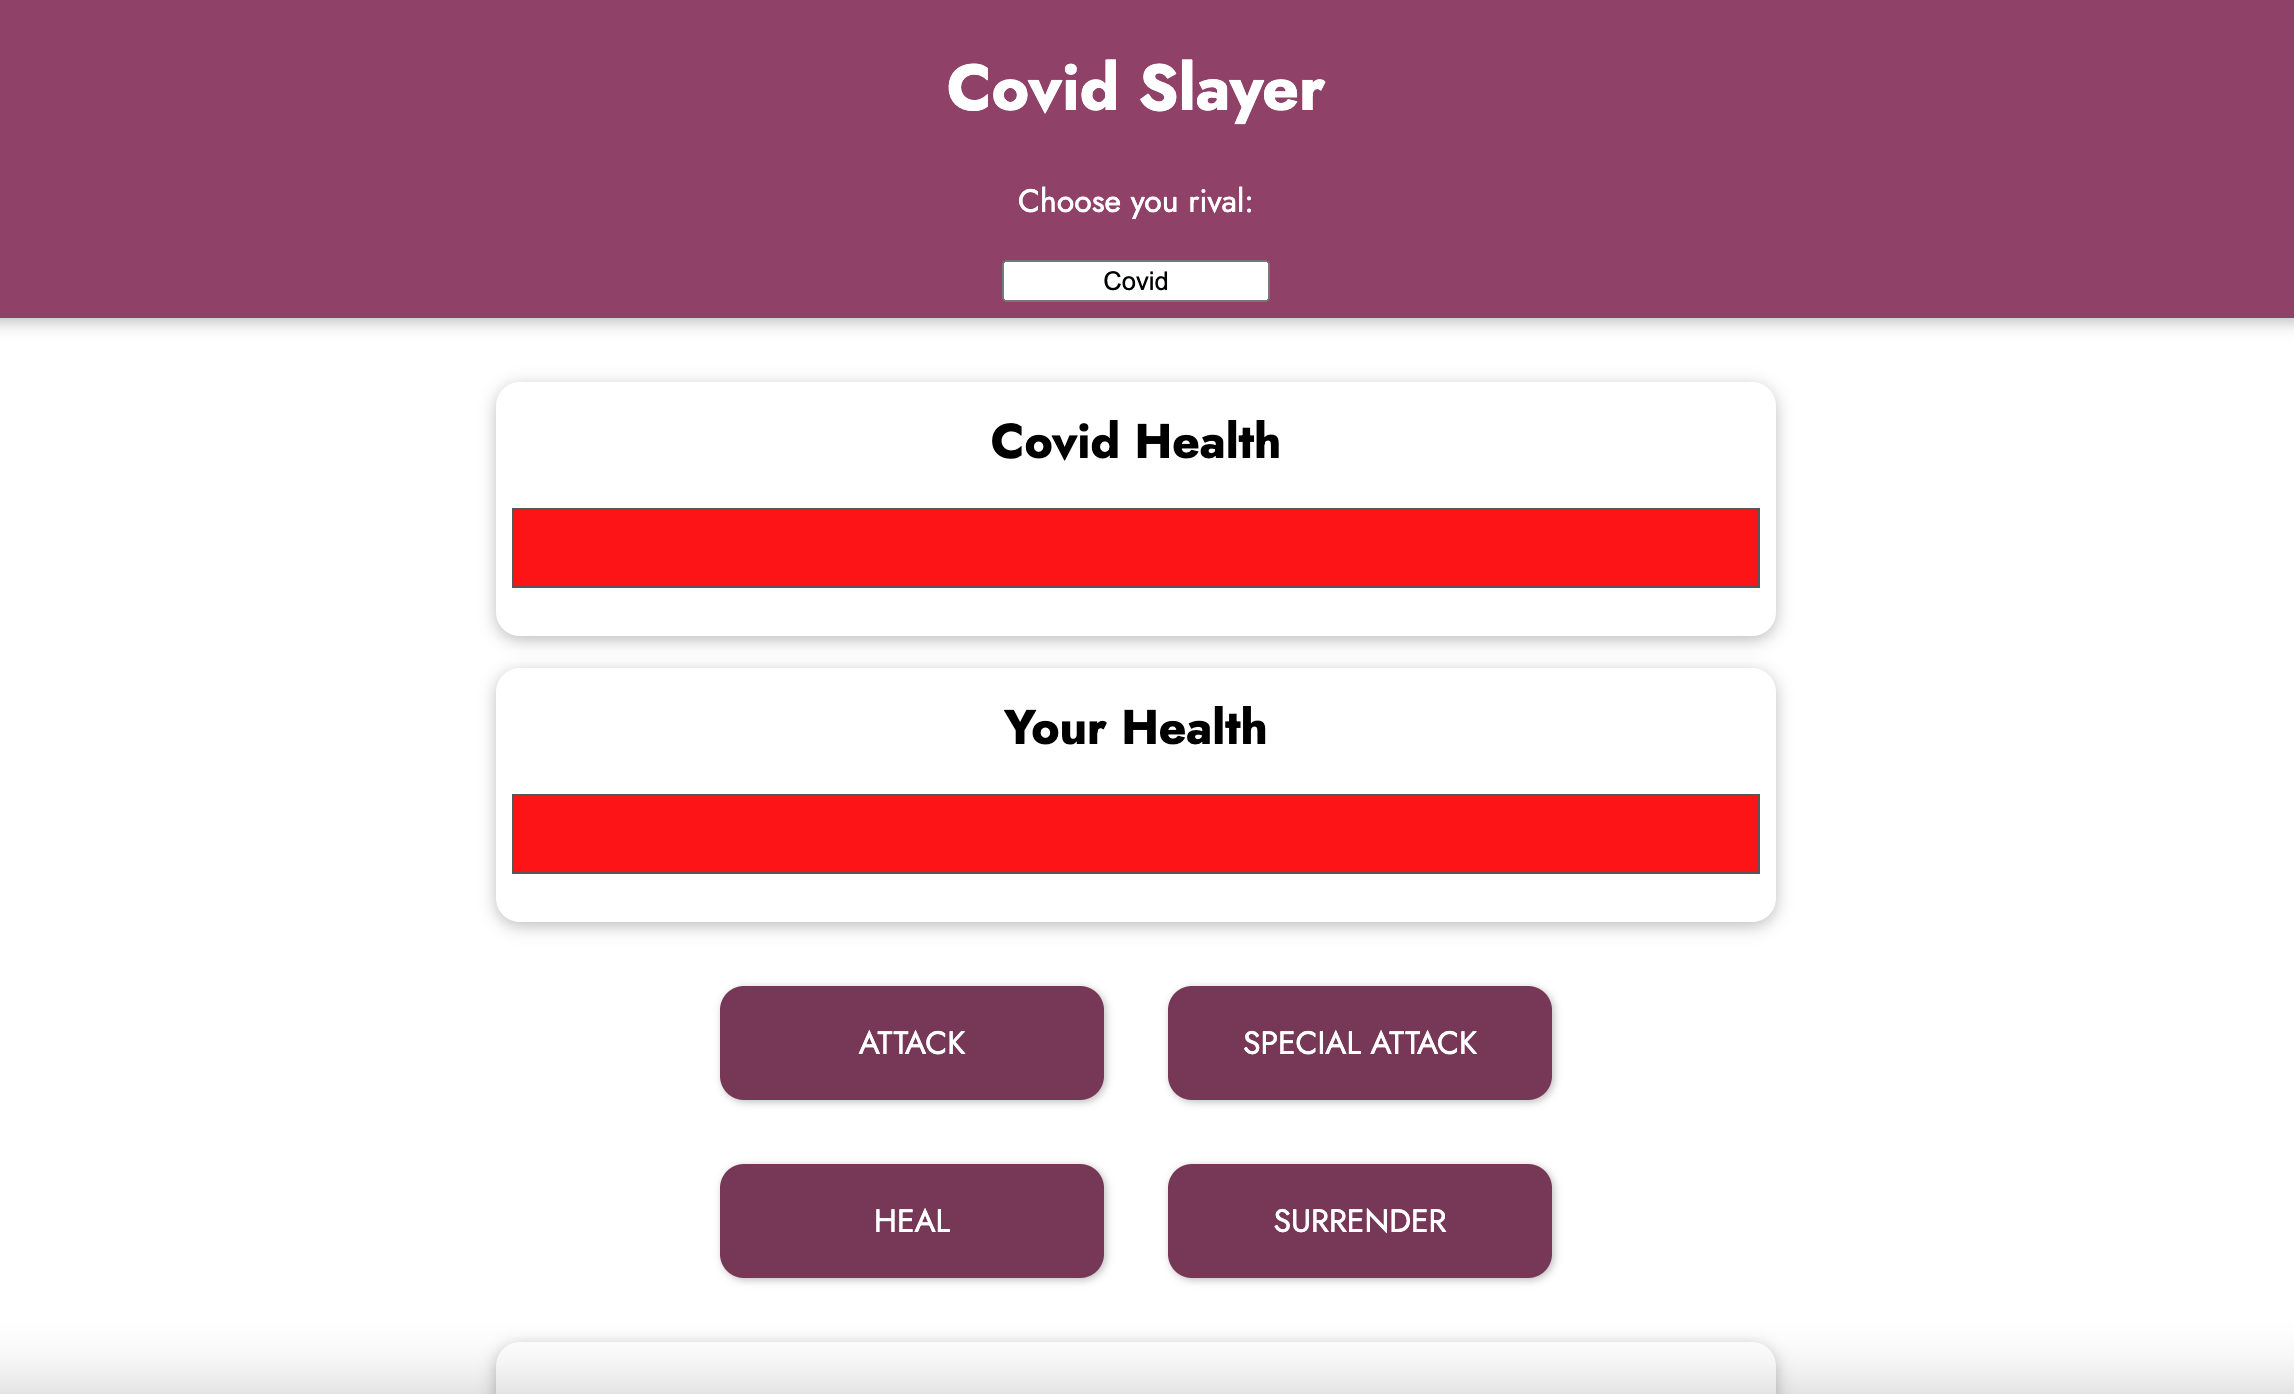 Covid Slayer
Choose you rival:
Covid
Covid Health
Your Health
ATTACK
SPECIAL ATTACK
HEAL
SURRENDER